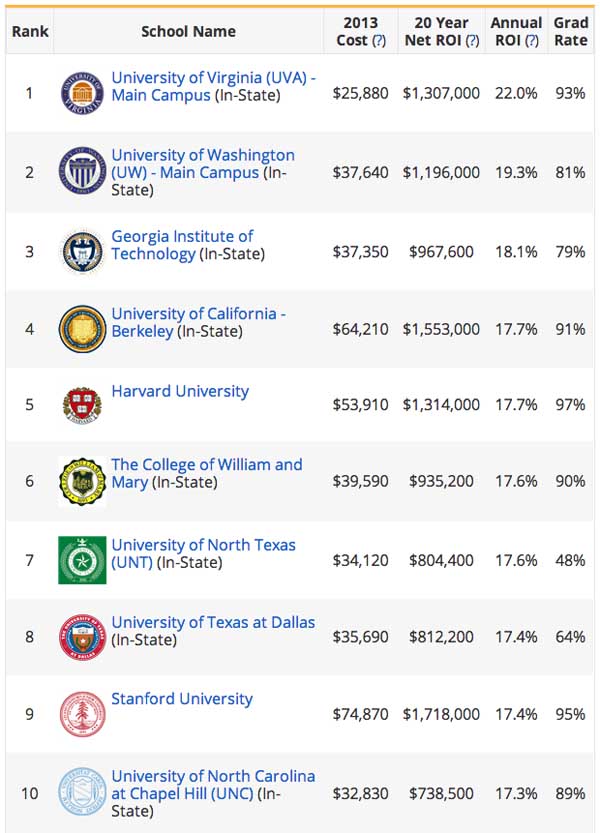 Rank School Name 2013 Cost (?) 20 Year Net ROI (?) Annual ROI (?) Grad Rate
1 University of Virginia (UVA) - $25,880 $1,307,000 22.0% 93%
Main Campus (In-State)
2 University of Washington $37,640 $1,196,000 19.3% 81%
(UW) - Main Campus (In-
State)
3 Georgia Institute of $37,350 $967,600 18.1% 79%
Technology (In-State)
4 University of California - $64,210 $1,553,000 17.7% 91%
Berkeley (In-State)
5 Harvard University $53,910 $1,314,000 17.7% 97%
6 The College of William and $39,590 $935,200 17.6% 90%
Mary (In-State)
7 University of North Texas $34,120 $804,400 17.6% 48%
(UNT) (In-State)
8 University of Texas at Dallas $35,690 $812,200 17.4% 64%
(In-State)
9 Stanford University $74,870 $1,718,000 17.4% 95%
10 University of North Carolina $32,830 $738,500 17.3% 89%
at Chapel Hill (UNC) (In-
State)